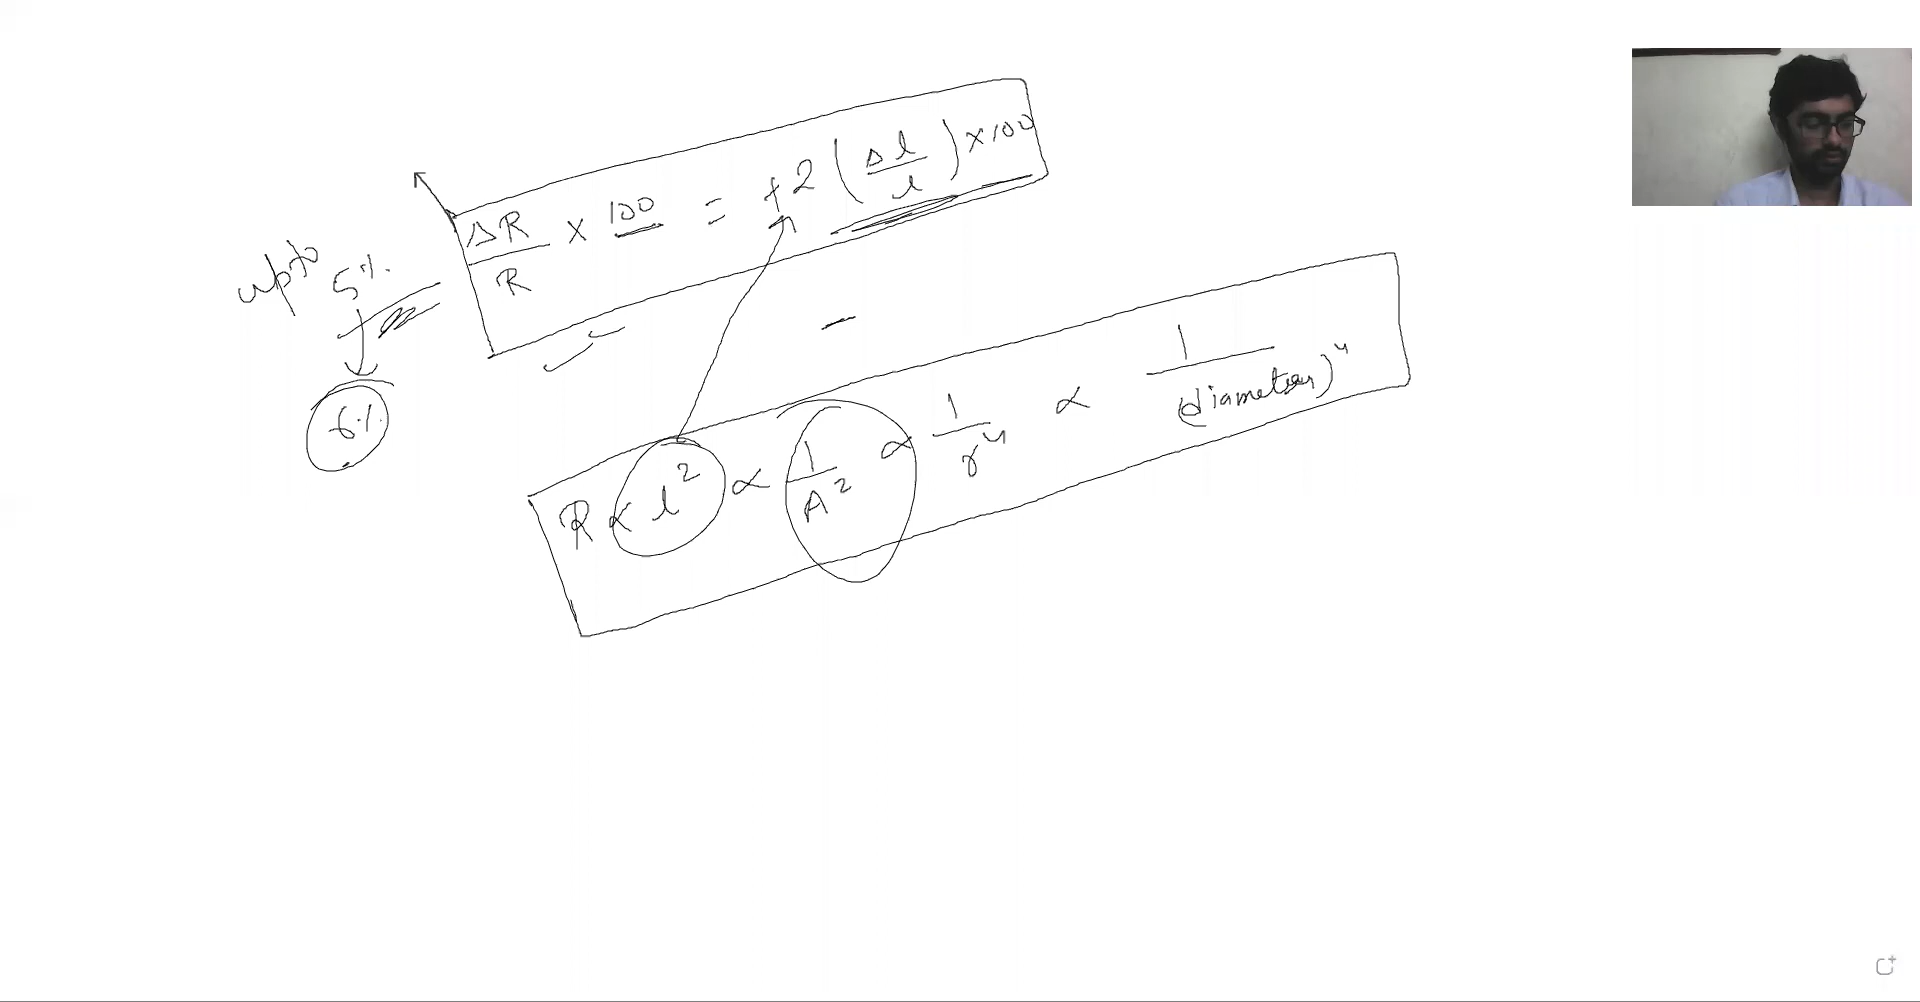 ΔR/R × 100 = +2 (Δl/l) × 100
upto 5%
6%
R ∝ l² ∝ 1/A² ∝ 1/r⁴ ∝ 1/(diameter)⁴